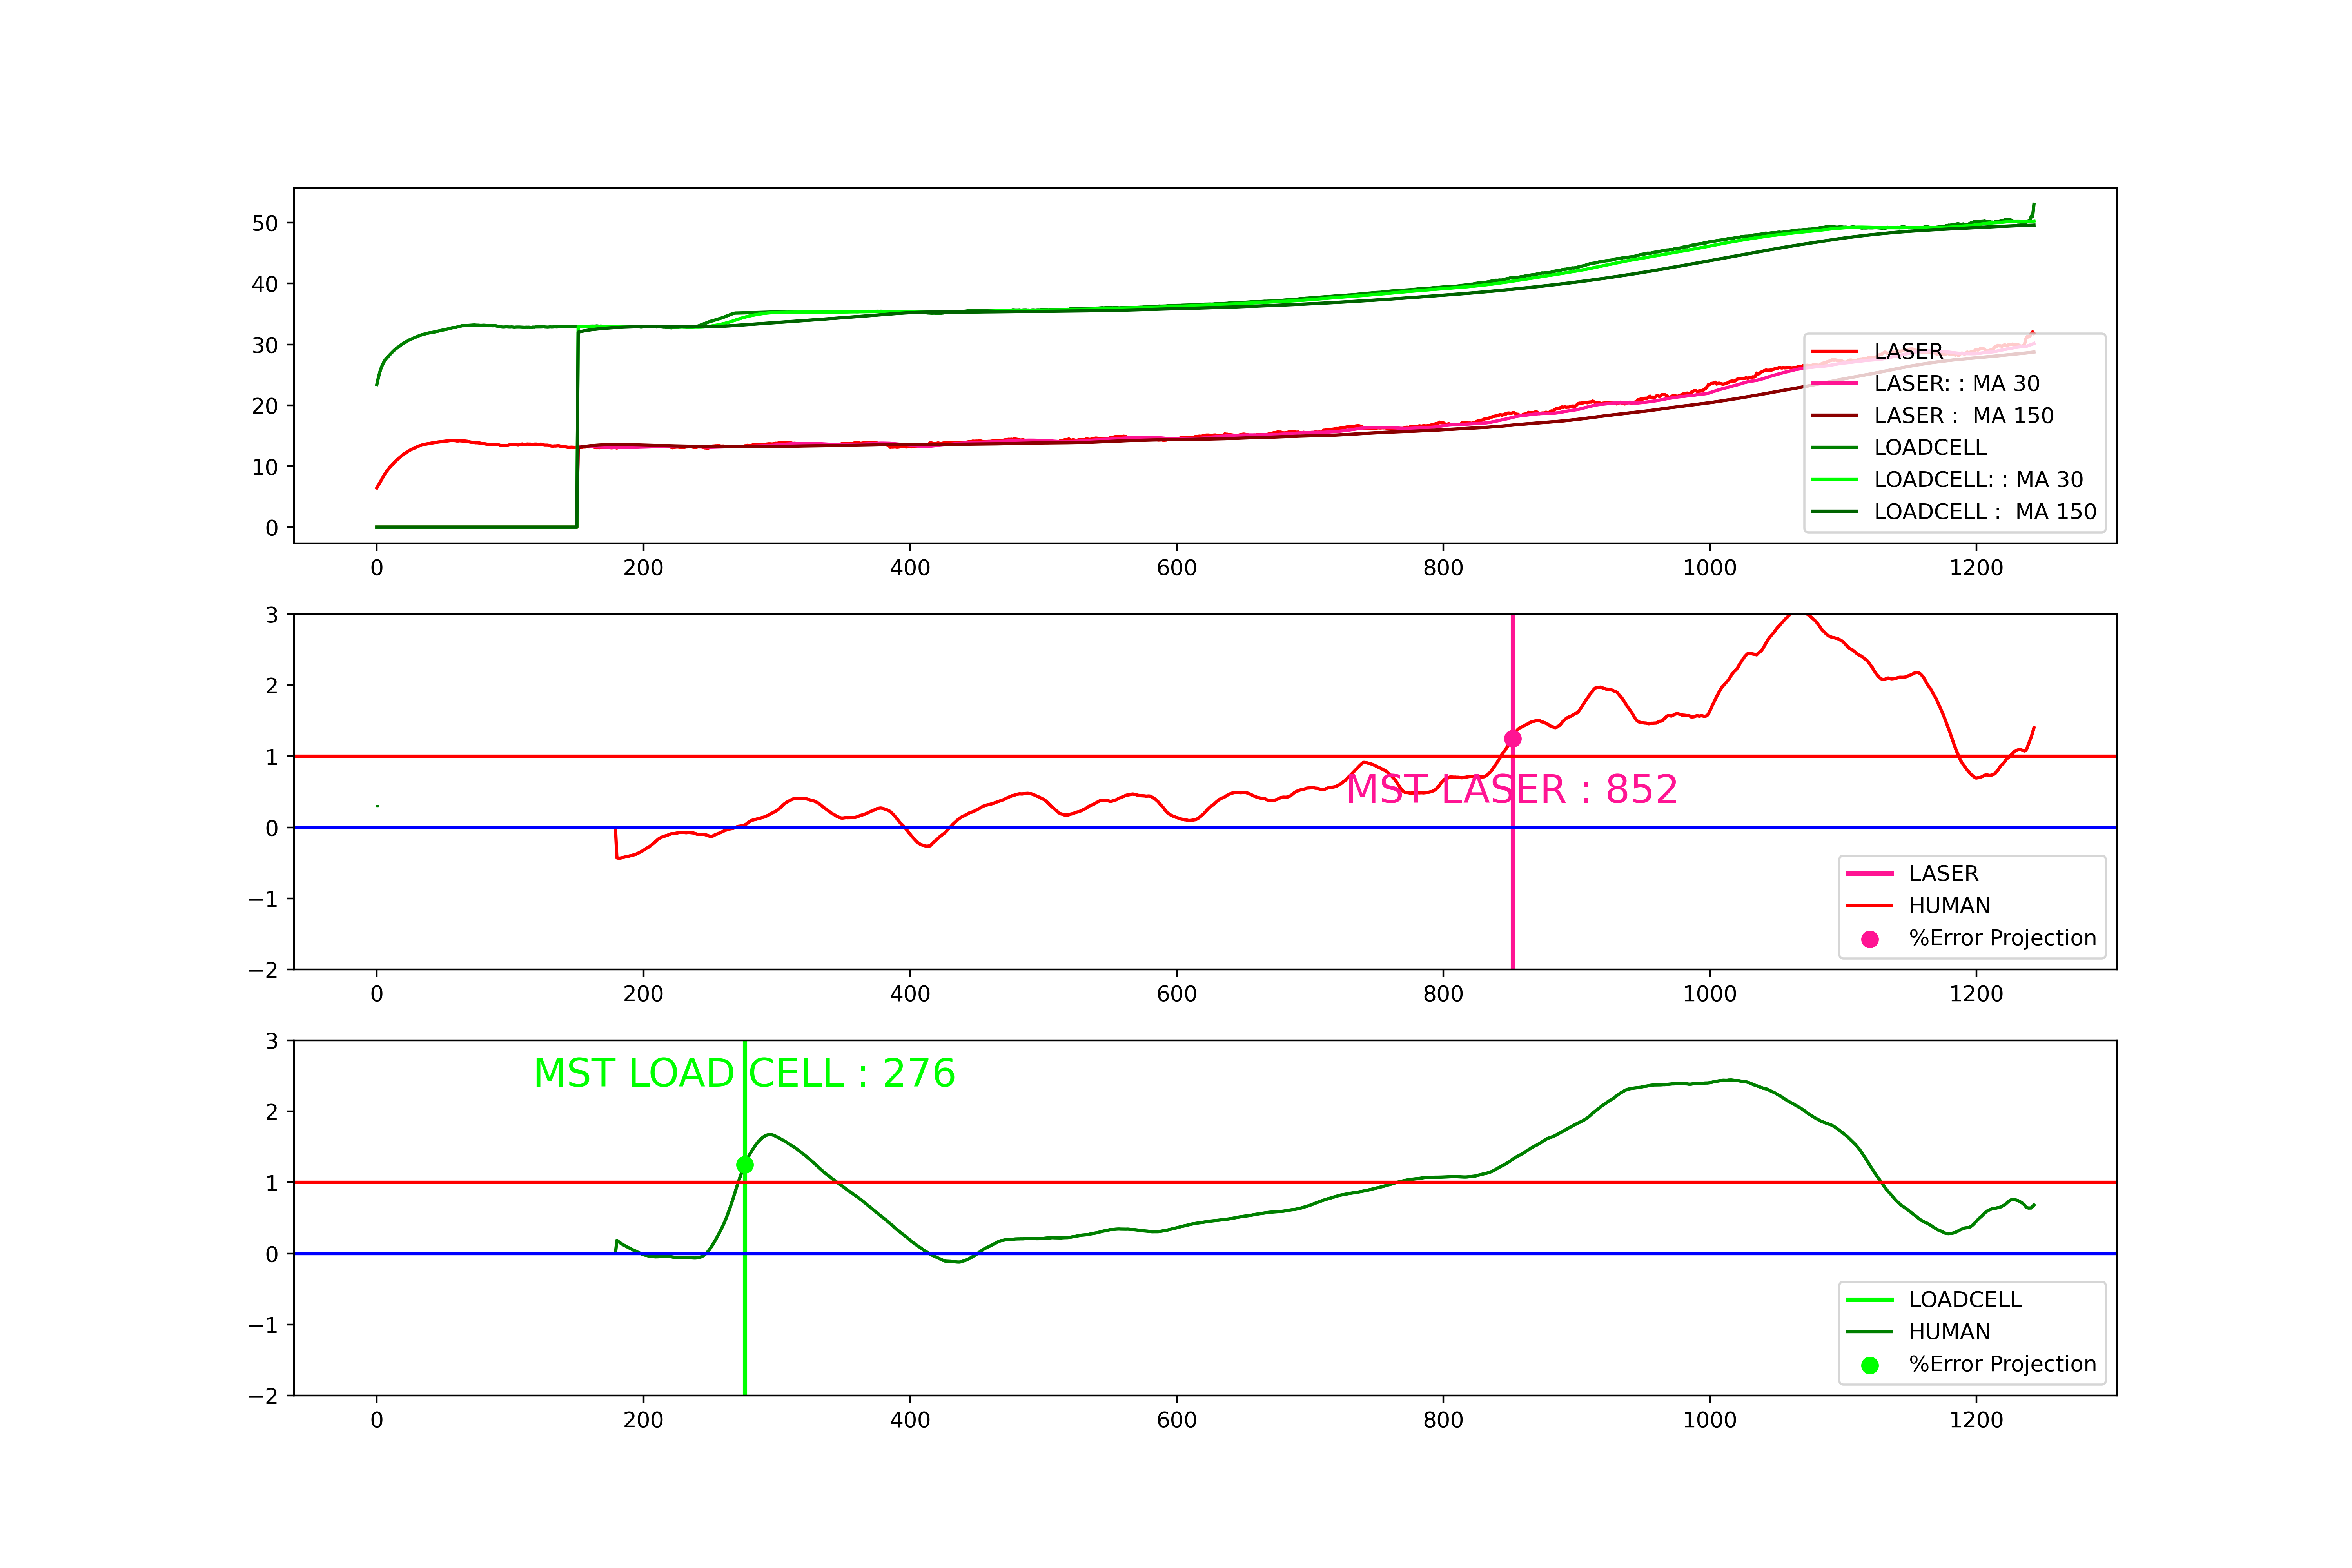 50
40
30
20
10
0
LASER
LASER: : MA 30
LASER :  MA 150
LOADCELL
LOADCELL: : MA 30
LOADCELL :  MA 150
0 200 400 600 800 1000 1200
3
2
1
0
−1
−2
MST LASER : 852
LASER
HUMAN
%Error Projection
0 200 400 600 800 1000 1200
3
2
1
0
−1
−2
MST LOAD CELL : 276
LOADCELL
HUMAN
%Error Projection
0 200 400 600 800 1000 1200